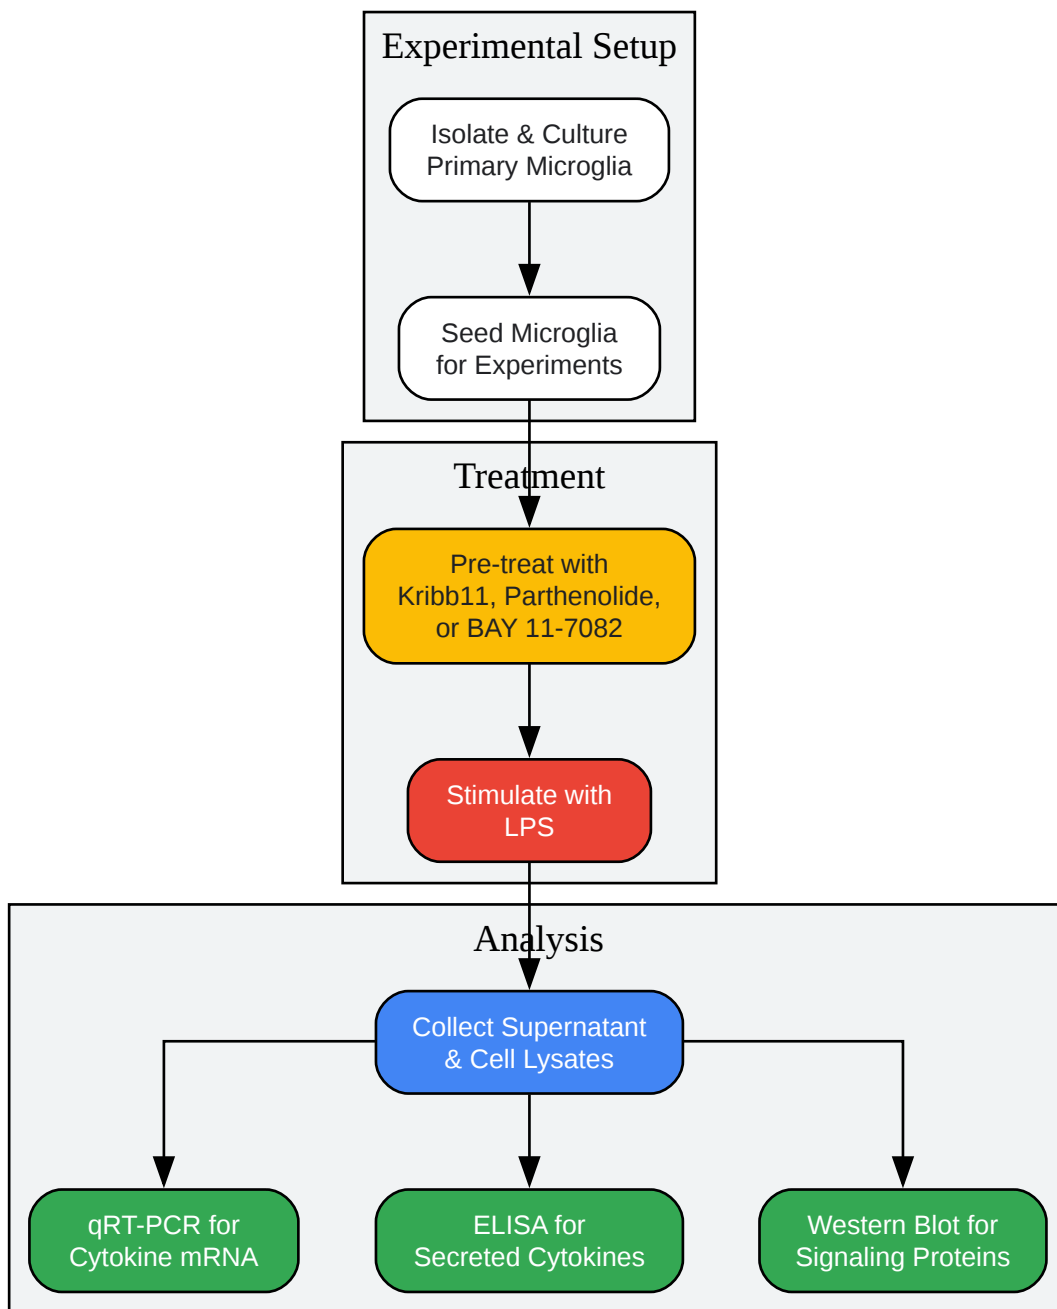 Experimental Setup
Isolate & Culture
Primary Microglia
Seed Microglia
for Experiments
Treatment
Pre-treat with
Kribb11, Parthenolide,
or BAY 11-7082
Stimulate with
LPS
Analysis
Collect Supernatant
& Cell Lysates
qRT-PCR for
Cytokine mRNA
ELISA for
Secreted Cytokines
Western Blot for
Signaling Proteins